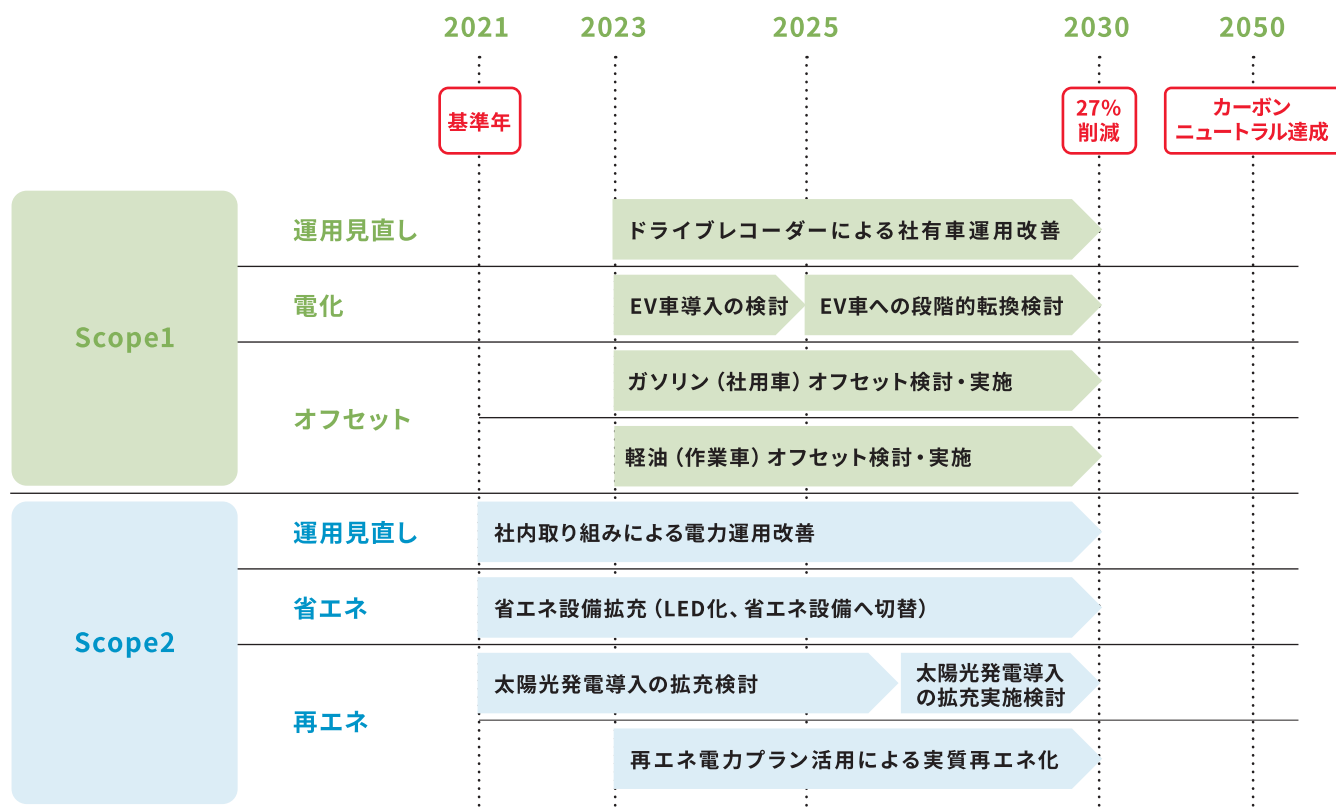 2021
2023
2025
2030
2050
基準年
27%
削減
カーボン
ニュートラル達成
Scope1
運用見直し
ドライブレコーダーによる社有車運用改善
電化
EV車導入の検討
EV車への段階的転換検討
オフセット
ガソリン（社用車）オフセット検討・実施
軽油（作業車）オフセット検討・実施
Scope2
運用見直し
社内取り組みによる電力運用改善
省エネ
省エネ設備拡充（LED化、省エネ設備へ切替）
再エネ
太陽光発電導入の拡充検討
太陽光発電導入
の拡充実施検討
再エネ電力プラン活用による実質再エネ化